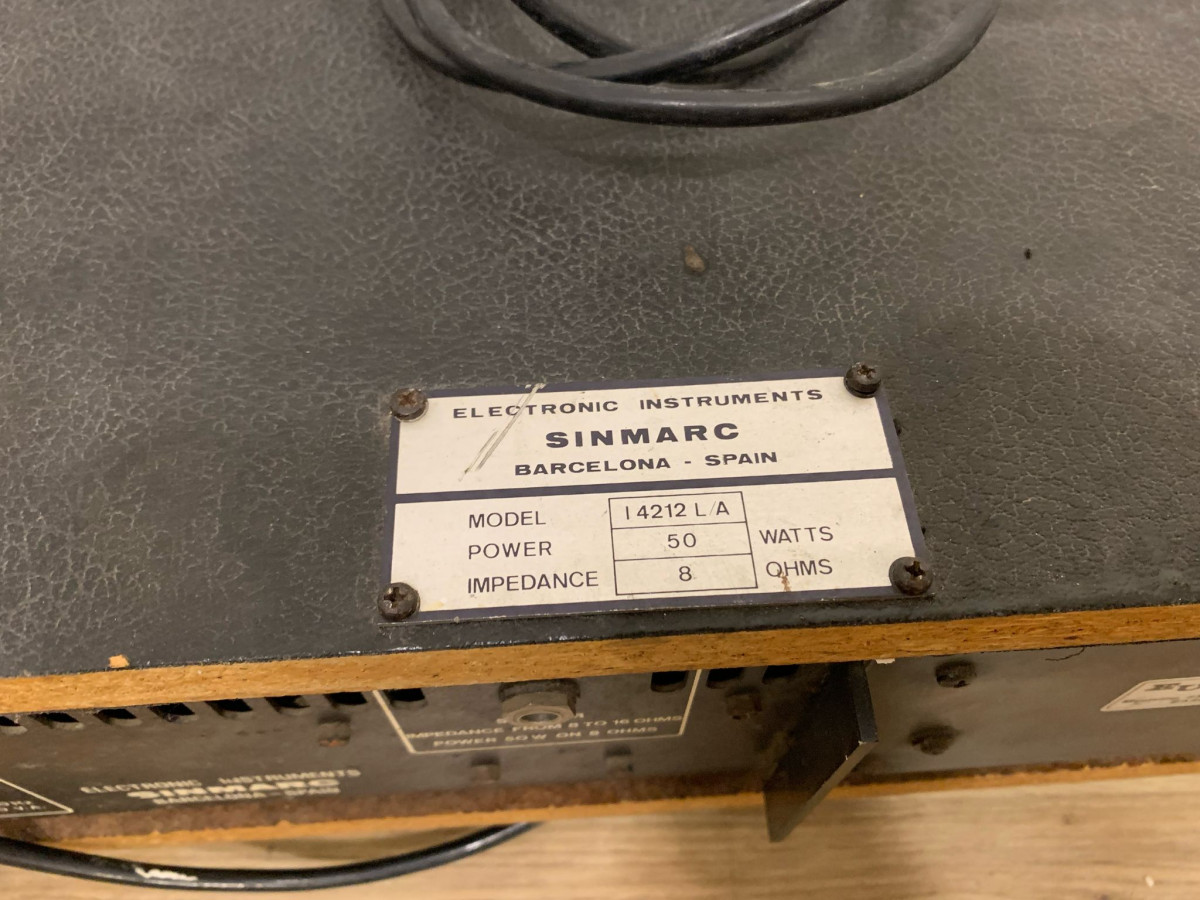 ELECTRONIC INSTRUMENTS
SINMARC
BARCELONA - SPAIN
MODEL I 4212 L/A
POWER 50 WATTS
IMPEDANCE 8 OHMS
IMPEDANCE FROM 8 TO 16 OHMS
POWER 50 W ON 8 OHMS
ELECTRONIC INSTRUMENTS
SINMARC
BARCELONA